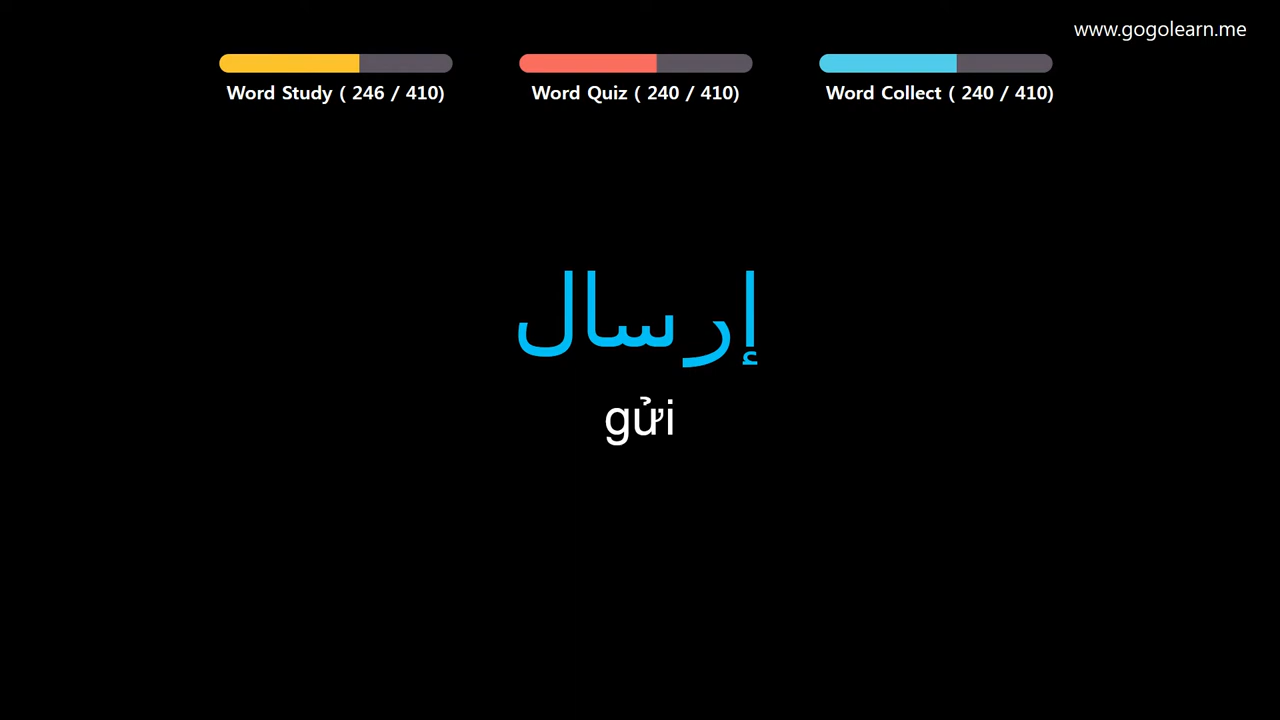 www.gogolearn.me
Word Study ( 246 / 410)
Word Quiz ( 240 / 410)
Word Collect ( 240 / 410)
إرسال
gửi